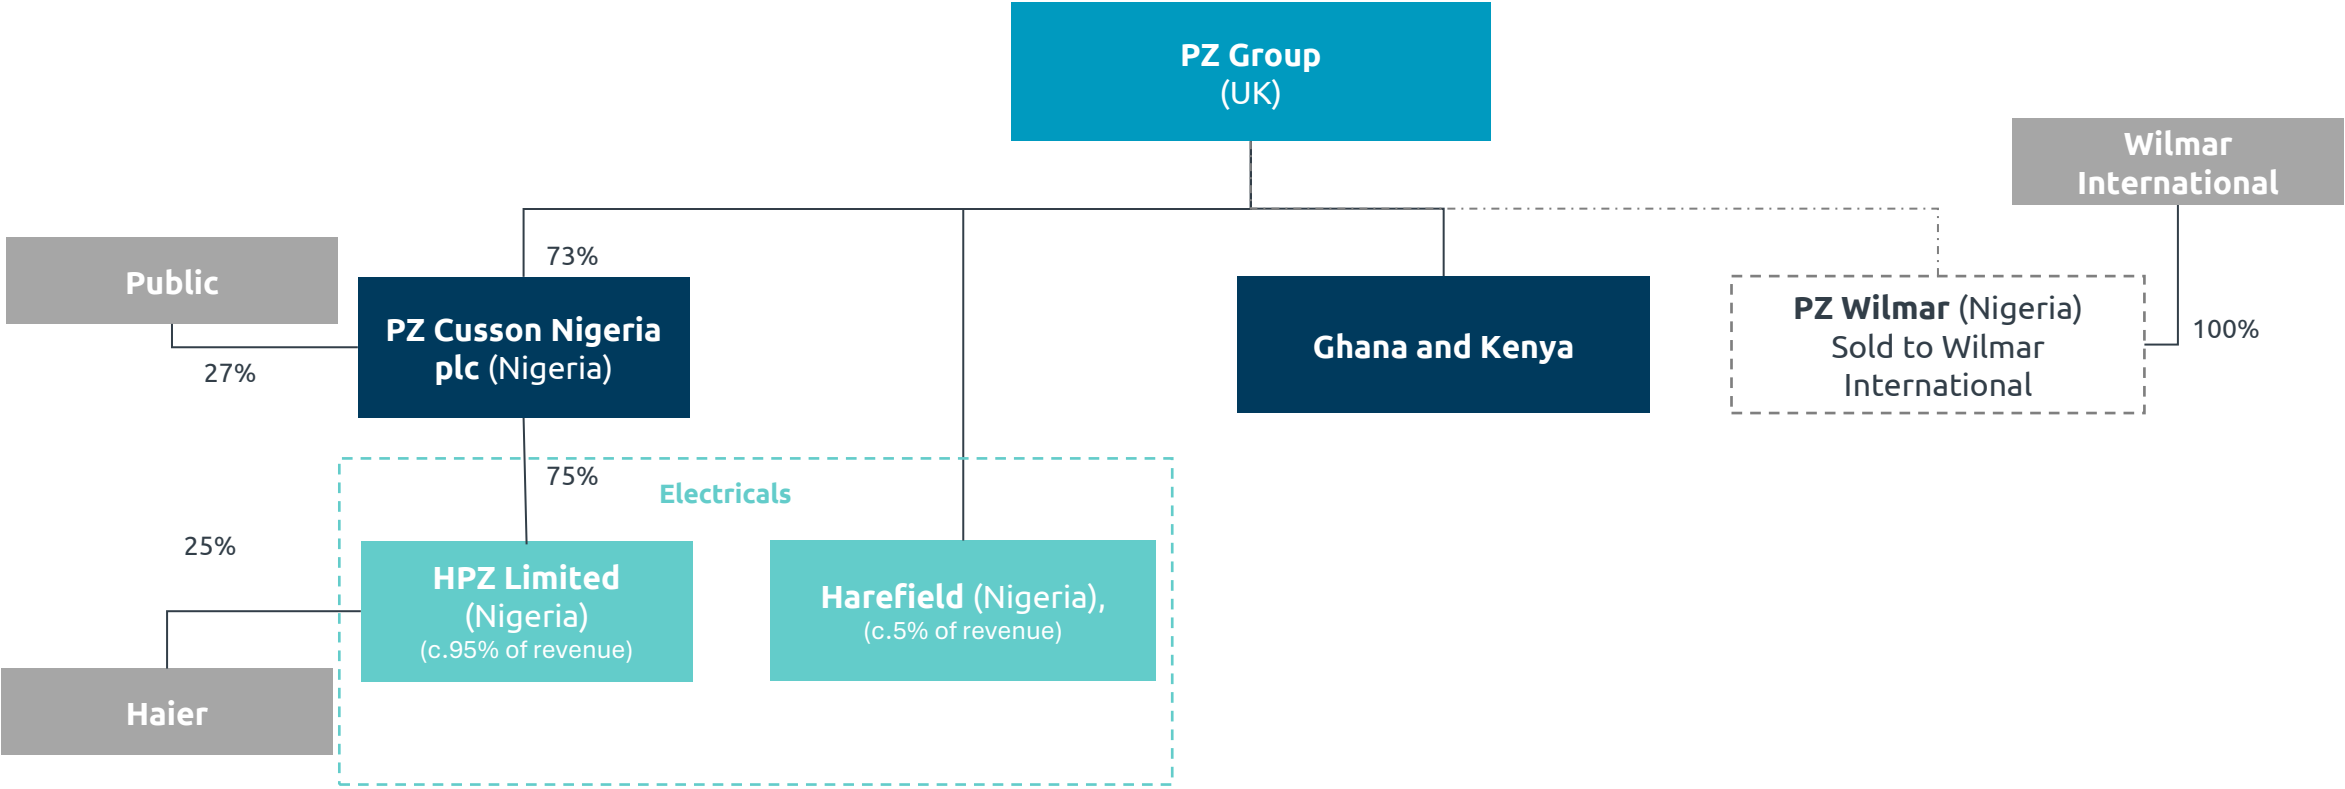 PZ Group
(UK)
Wilmar
International
73%
Public
27%
PZ Cusson Nigeria
plc (Nigeria)
Ghana and Kenya
PZ Wilmar (Nigeria)
Sold to Wilmar
International
100%
75%
Electricals
25%
HPZ Limited
(Nigeria)
(c.95% of revenue)
Harefield (Nigeria),
(c.5% of revenue)
Haier